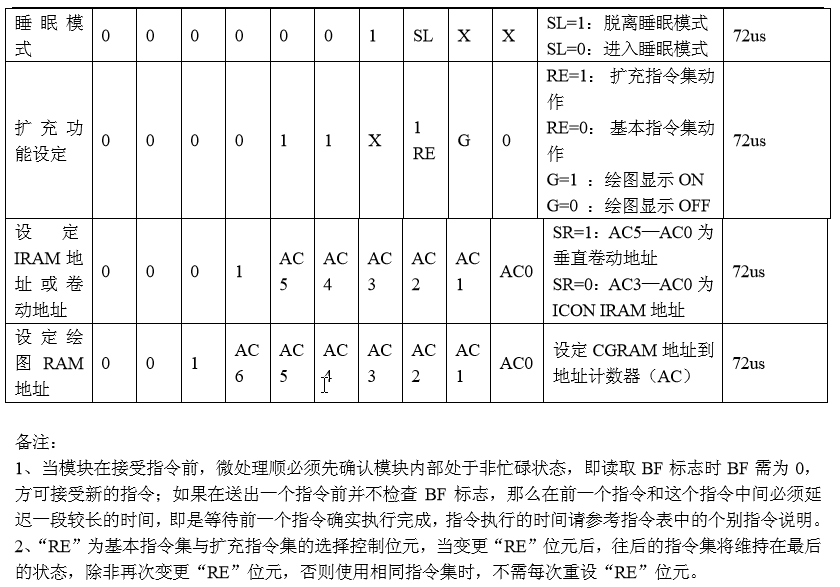 睡眠模式 0 0 0 0 0 0 1 SL X X SL=1：脱离睡眠模式 SL=0：进入睡眠模式 72us
扩充功能设定 0 0 0 0 1 1 X 1 RE G 0 RE=1： 扩充指令集动作 RE=0： 基本指令集动作 G=1 ：绘图显示 ON G=0 ：绘图显示 OFF 72us
设定 IRAM 地址或卷动地址 0 0 0 1 AC5 AC4 AC3 AC2 AC1 AC0 SR=1：AC5—AC0 为垂直卷动地址 SR=0：AC3—AC0 为 ICON IRAM 地址 72us
设定绘图 RAM 地址 0 0 1 AC6 AC5 AC4 AC3 AC2 AC1 AC0 设定 CGRAM 地址到地址计数器（AC） 72us
备注：
1、当模块在接受指令前，微处理顺必须先确认模块内部处于非忙碌状态，即读取 BF 标志时 BF 需为 0，
方可接受新的指令；如果在送出一个指令前并不检查 BF 标志，那么在前一个指令和这个指令中间必须延
迟一段较长的时间，即是等待前一个指令确实执行完成，指令执行的时间请参考指令表中的个别指令说明。
2、“RE”为基本指令集与扩充指令集的选择控制位元，当变更“RE”位元后，往后的指令集将维持在最后
的状态，除非再次变更“RE”位元，否则使用相同指令集时，不需每次重设“RE”位元。